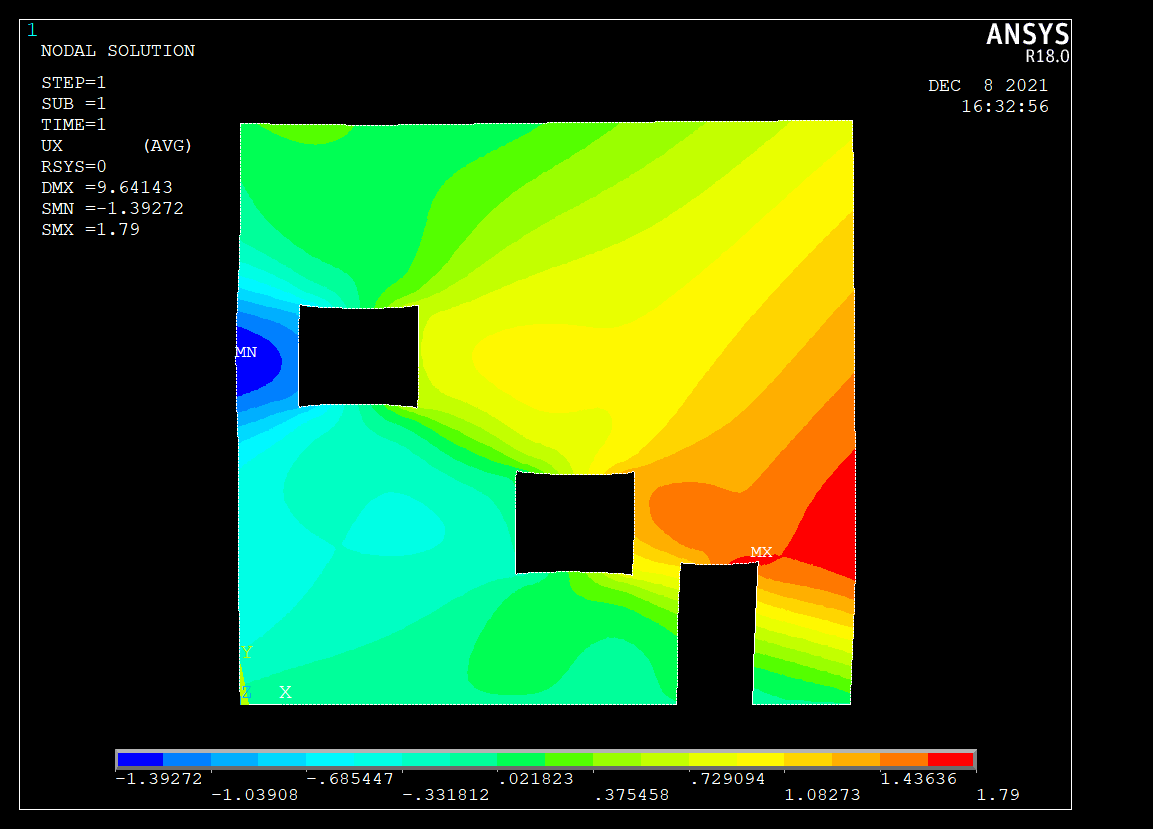 1
NODAL SOLUTION
STEP=1
SUB =1
TIME=1
UX (AVG)
RSYS=0
DMX =9.64143
SMN =-1.39272
SMX =1.79
ANSYS
R18.0
DEC 8 2021
16:32:56
MN
MX
Y
Z X
-1.39272 -.685447 .021823 .729094 1.43636
-1.03908 -.331812 .375458 1.08273 1.79